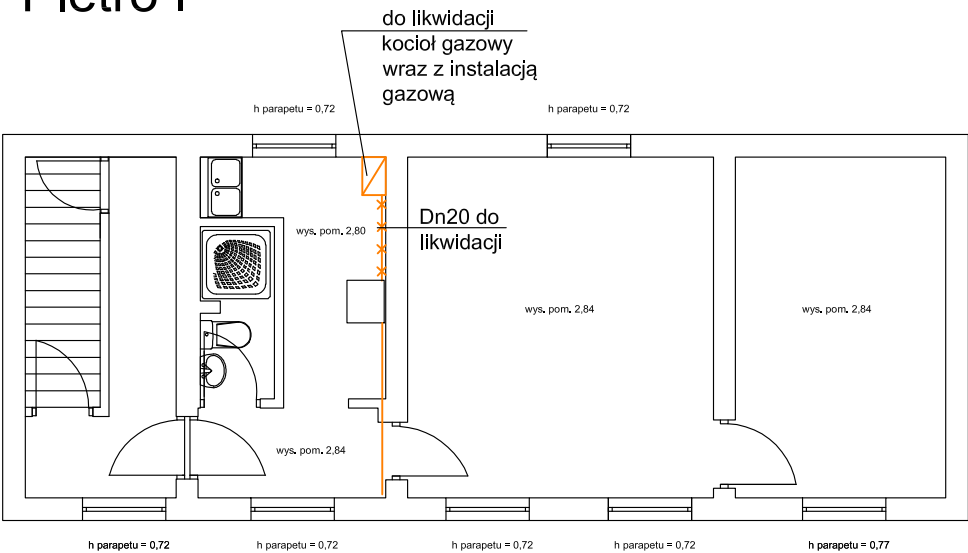 Piętro I
do likwidacji
kocioł gazowy
wraz z instalacją
gazową
h parapetu = 0,72
h parapetu = 0,72
Dn20 do
likwidacji
wys. pom. 2,80
wys. pom. 2,84
wys. pom. 2,84
wys. pom. 2,84
h parapetu = 0,72
h parapetu = 0,72
h parapetu = 0,72
h parapetu = 0,72
h parapetu = 0,77